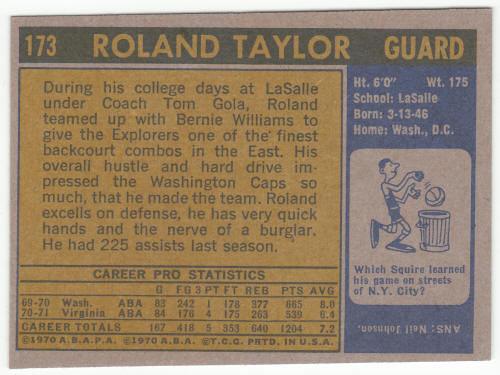 173 ROLAND TAYLOR GUARD
During his college days at LaSalle
under Coach Tom Gola, Roland
teamed up with Bernie Williams to
give the Explorers one of the finest
backcourt combos in the East. His
overall hustle and hard drive im-
pressed the Washington Caps so
much, that he made the team. Roland
excells on defense, he has very quick
hands and the nerve of a burglar.
He had 225 assists last season.
CAREER PRO STATISTICS
G FG 3 PT FT REB PTS AVG
69-70 Wash. ABA 83 242 1 178 377 665 8.0
70-71 Virginia ABA 84 176 4 175 263 539 6.4
CAREER TOTALS 167 418 5 353 640 1204 7.2
©1970 A.B.A.P.A. ©1970 A.B.A. ©T.C.G. PRTD. IN U.S.A.
Ht. 6'0" Wt. 175
School: LaSalle
Born: 3-13-46
Home: Wash., D.C.
Which Squire learned
his game on streets
of N.Y. City?
ANS: Neil Johnson.